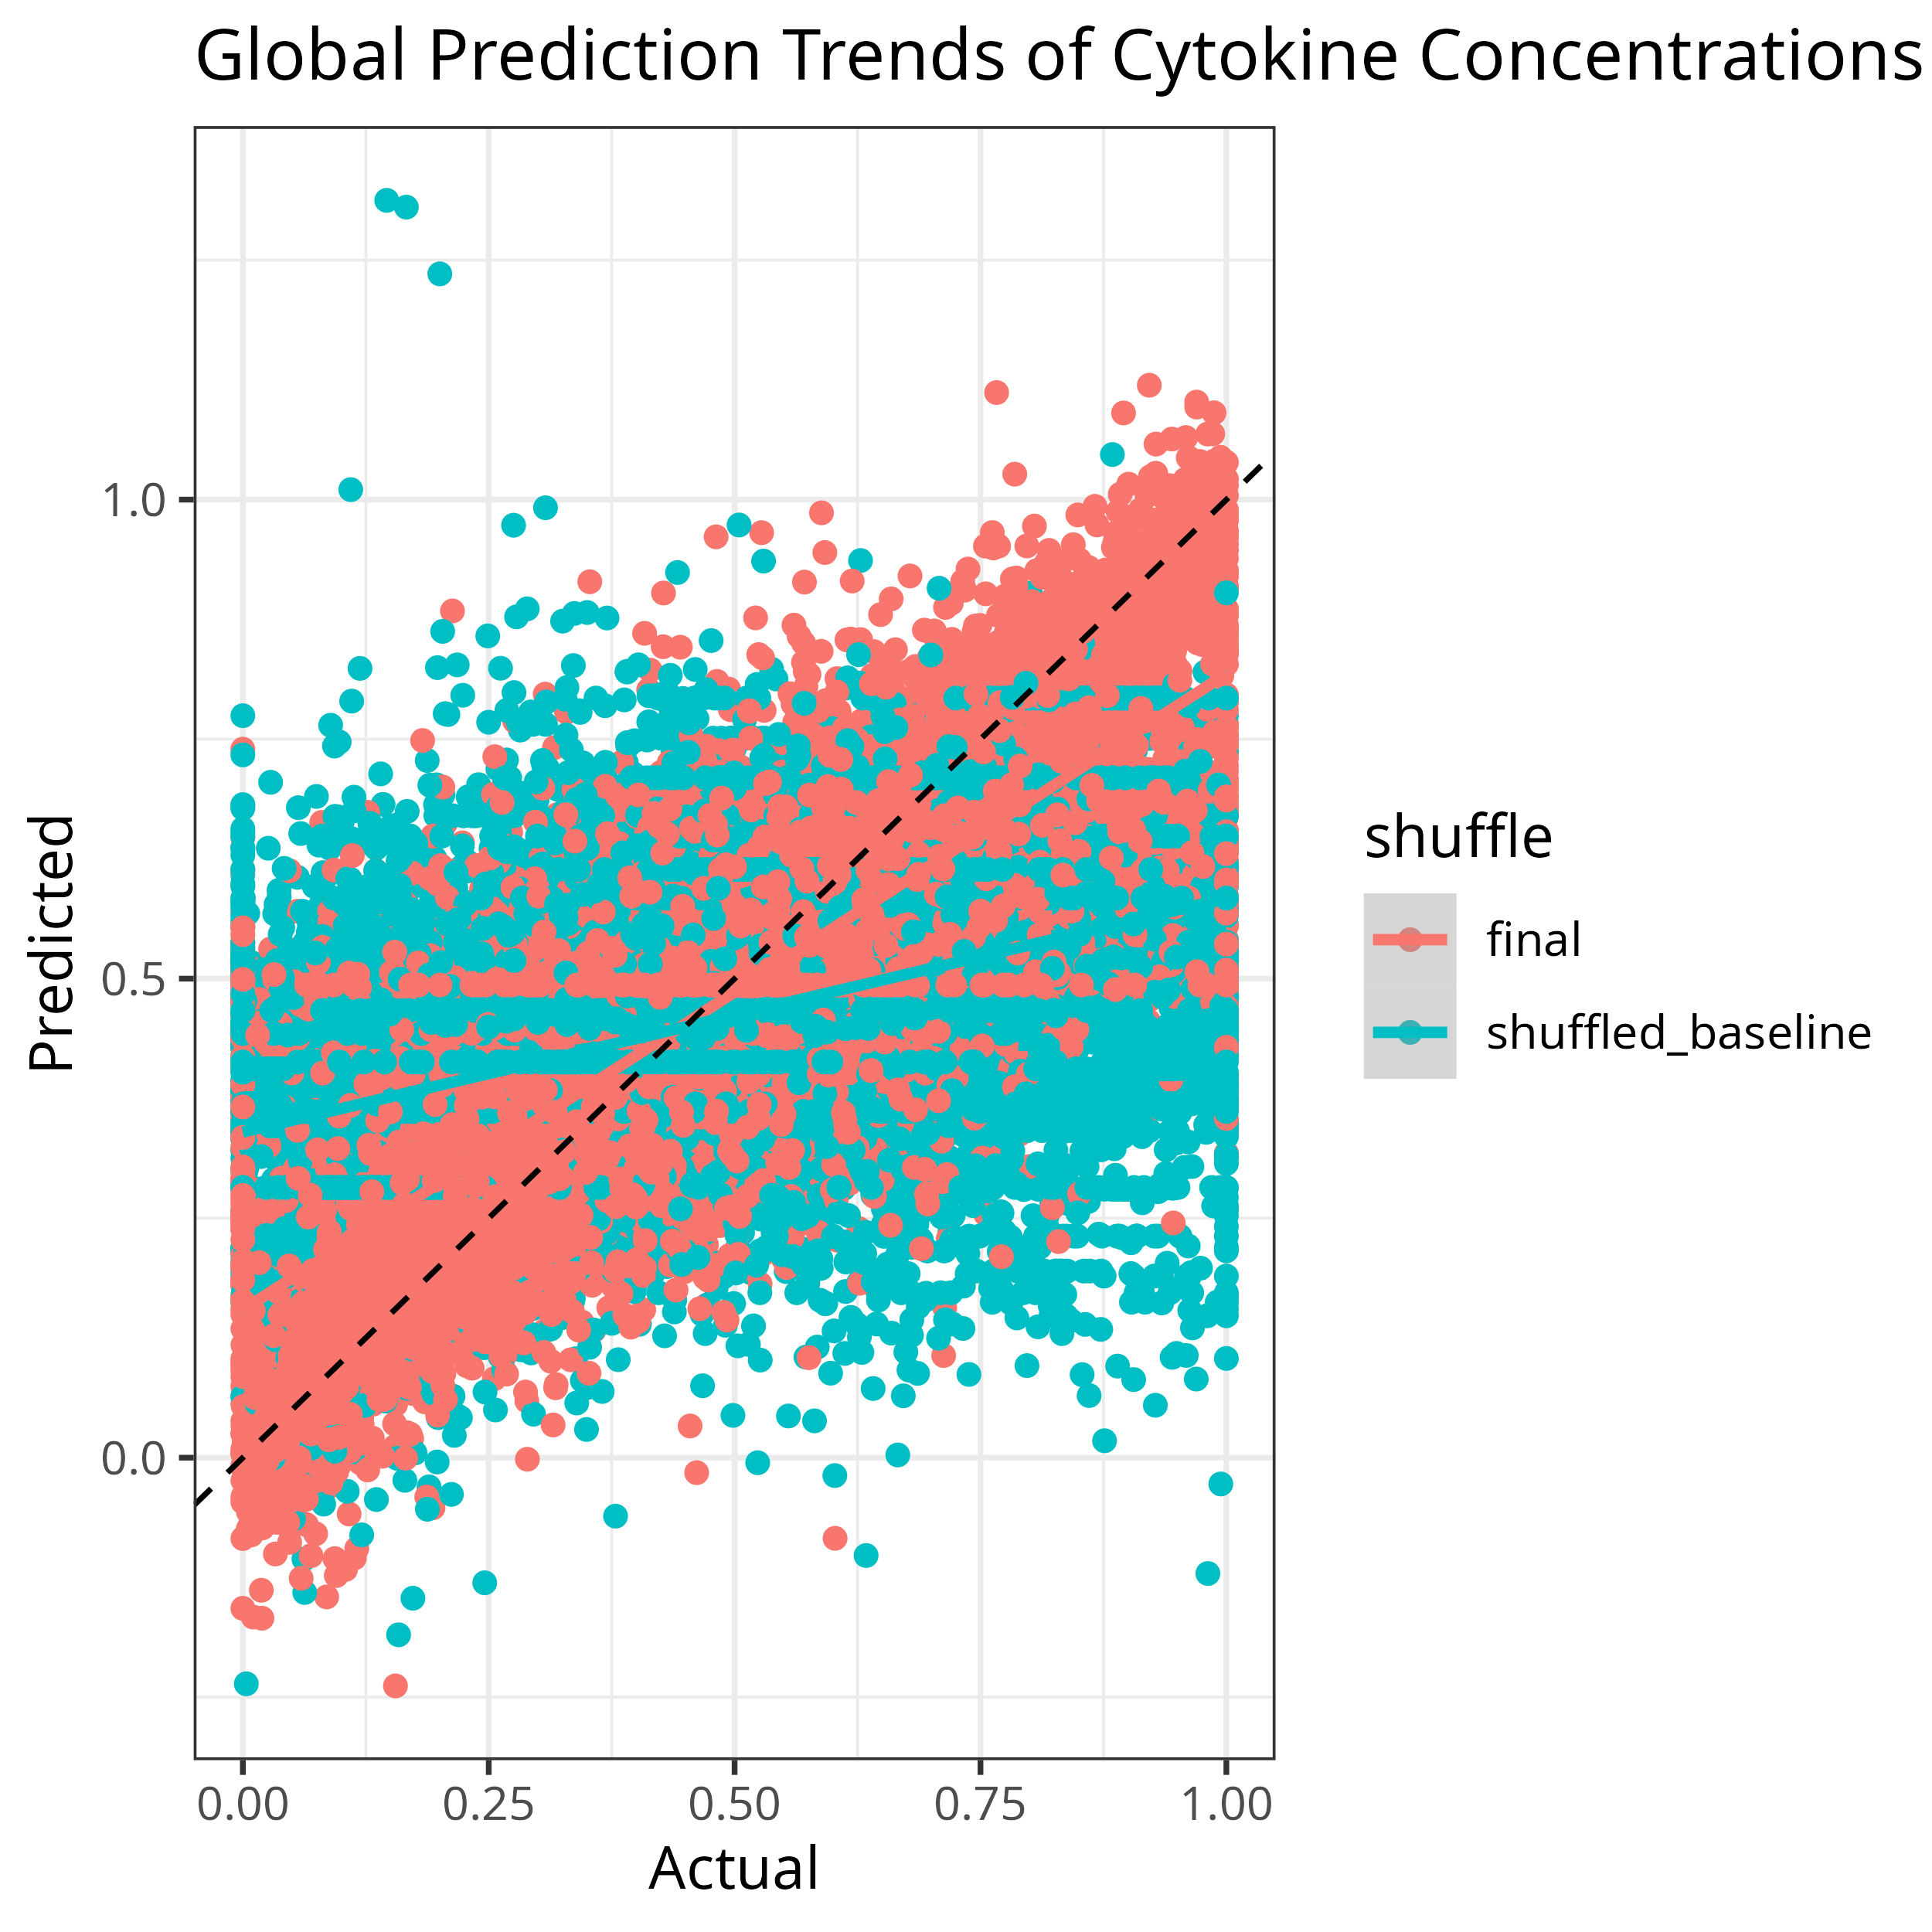 Global Prediction Trends of Cytokine Concentrations
1.0
0.5
0.0
Predicted
0.00 0.25 0.50 0.75 1.00
Actual
shuffle
final
shuffled_baseline